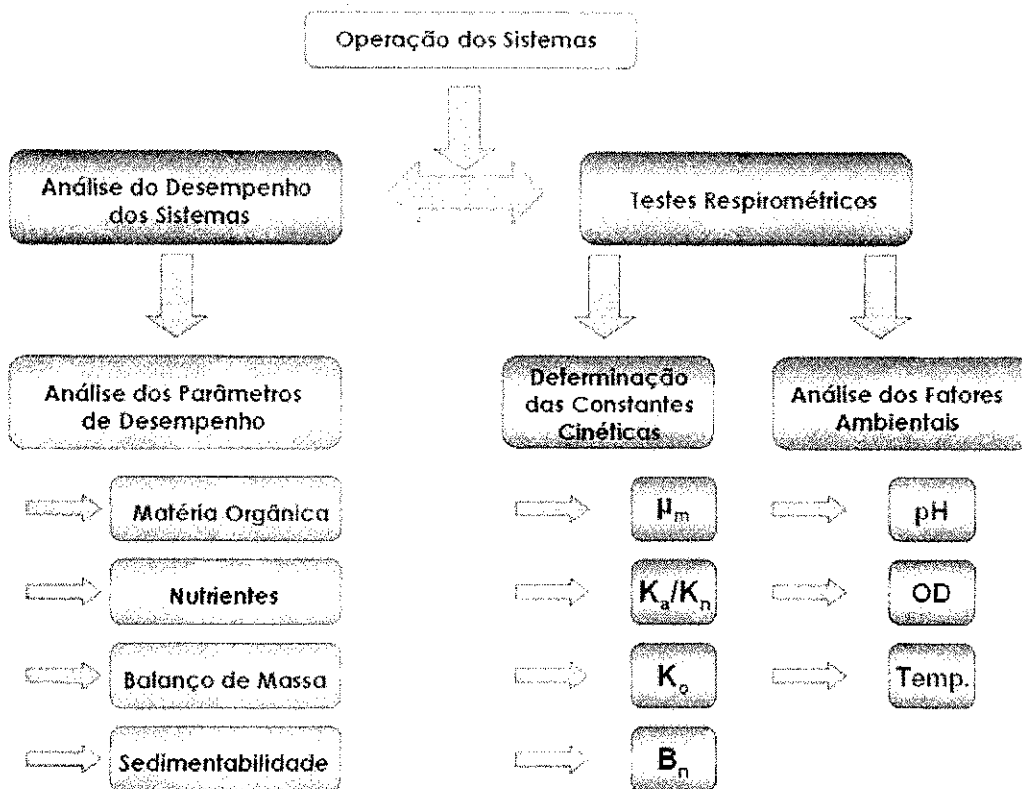 Operação dos Sistemas
Análise do Desempenho
dos Sistemas
Testes Respirométricos
Análise dos Parâmetros
de Desempenho
Matéria Orgânica
Nutrientes
Balanço de Massa
Sedimentabilidade
Determinação
das Constantes
Cinéticas
μₘ
Kₐ/Kₙ
Kₒ
Bₙ
Análise dos Fatores
Ambientais
pH
OD
Temp.